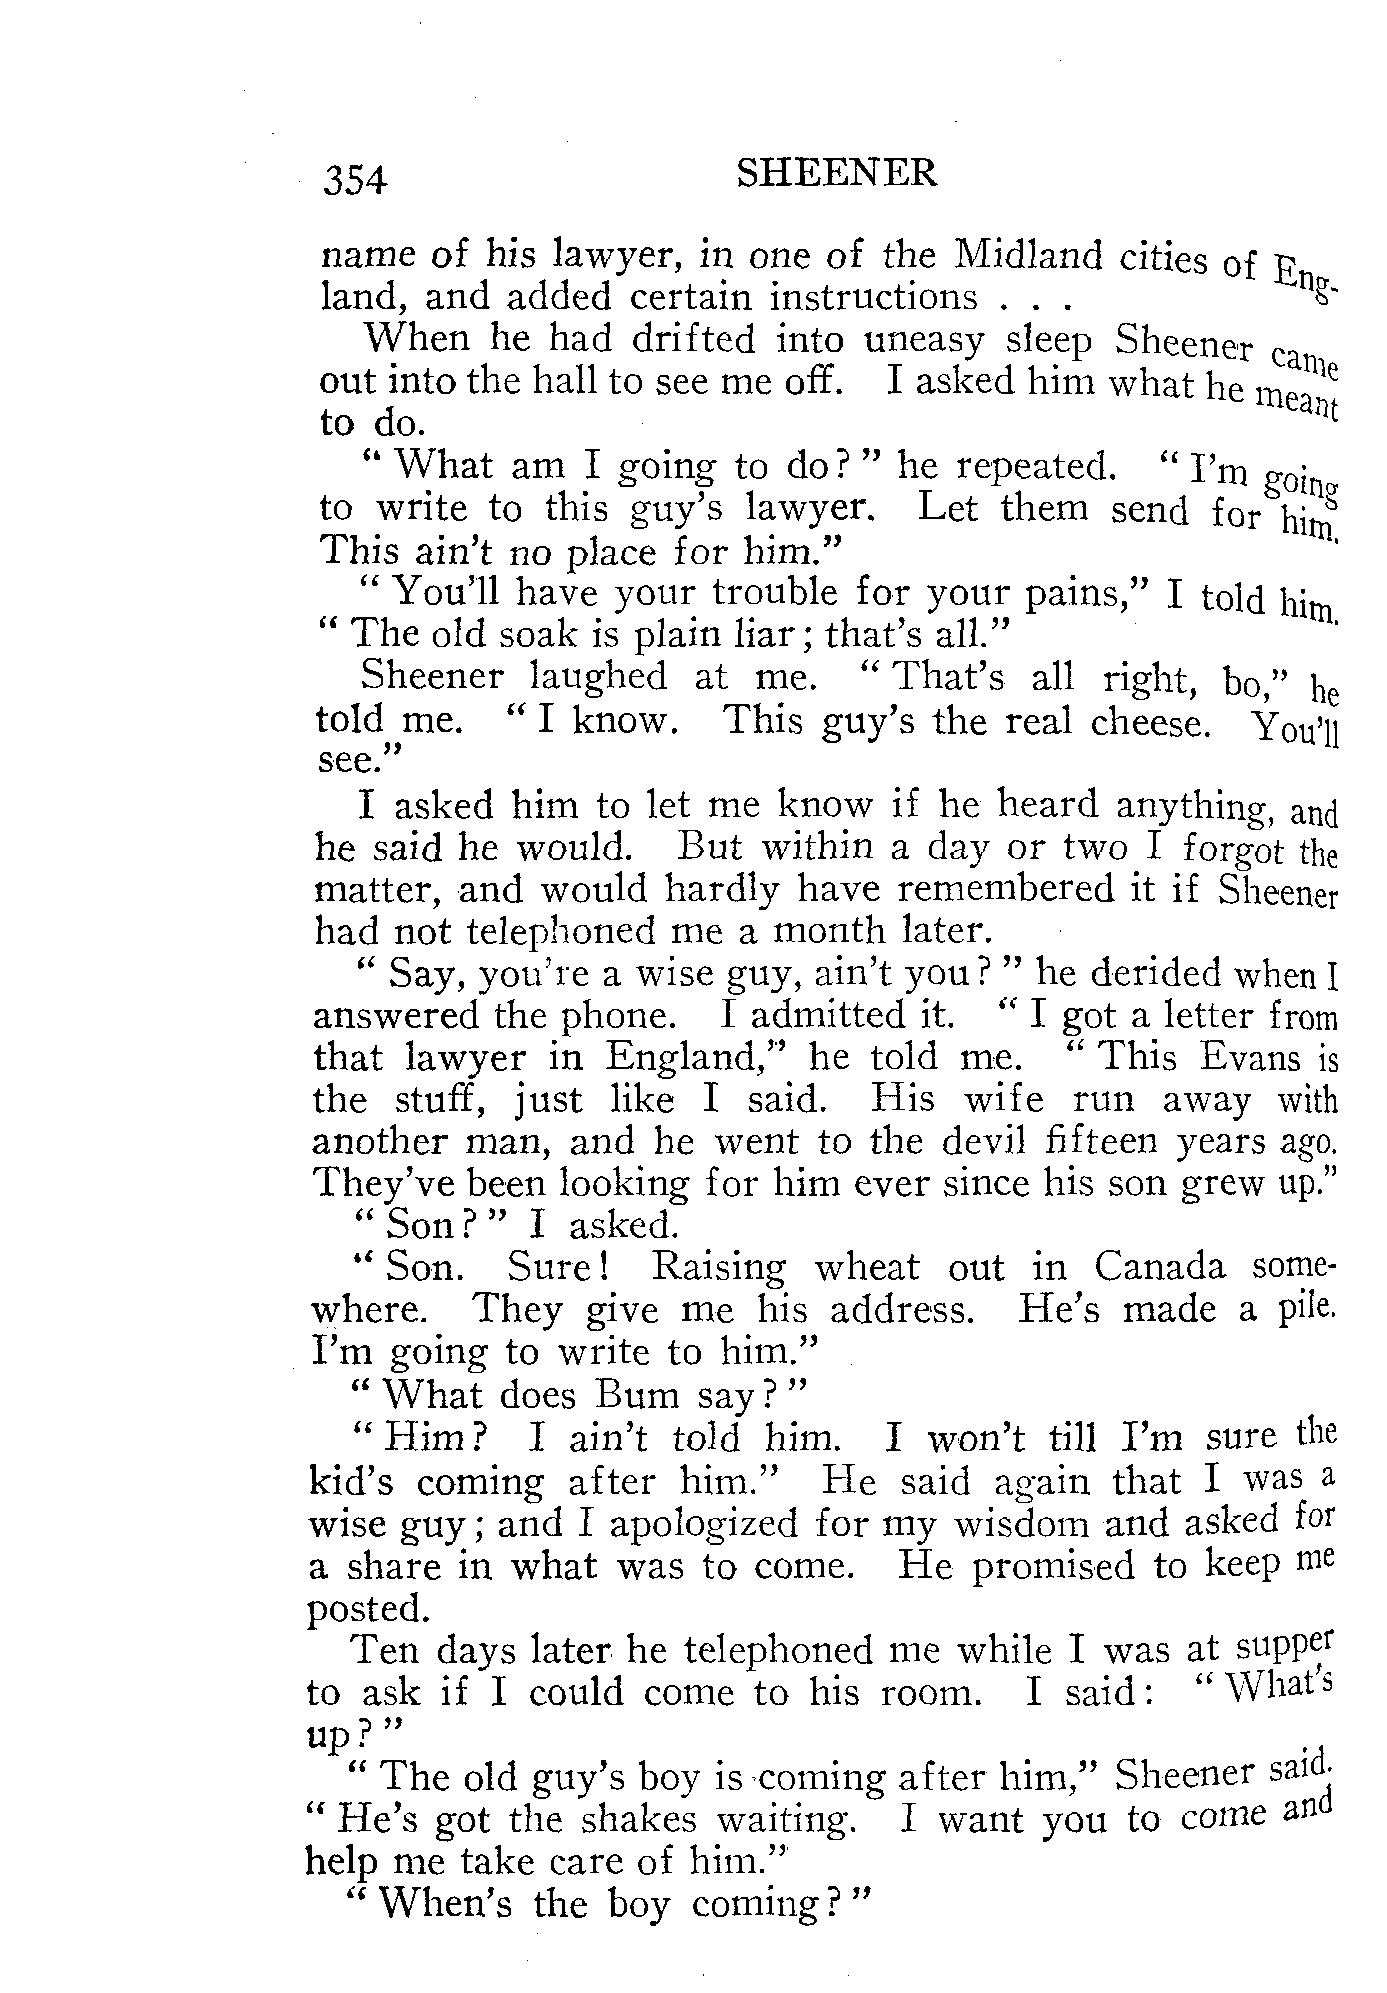 354 SHEENER
name of his lawyer, in one of the Midland cities of Eng-
land, and added certain instructions . . .
When he had drifted into uneasy sleep Sheener came
out into the hall to see me off. I asked him what he meant
to do.
" What am I going to do? " he repeated. " I'm going
to write to this guy's lawyer. Let them send for him.
This ain't no place for him."
" You'll have your trouble for your pains," I told him.
" The old soak is plain liar; that's all."
Sheener laughed at me. " That's all right, bo," he
told me. " I know. This guy's the real cheese. You'll
see."
I asked him to let me know if he heard anything, and
he said he would. But within a day or two I forgot the
matter, and would hardly have remembered it if Sheener
had not telephoned me a month later.
" Say, you're a wise guy, ain't you? " he derided when I
answered the phone. I admitted it. " I got a letter from
that lawyer in England," he told me. " This Evans is
the stuff, just like I said. His wife run away with
another man, and he went to the devil fifteen years ago.
They've been looking for him ever since his son grew up."
" Son? " I asked.
" Son. Sure! Raising wheat out in Canada some-
where. They give me his address. He's made a pile.
I'm going to write to him."
" What does Bum say? "
" Him? I ain't told him. I won't till I'm sure the
kid's coming after him." He said again that I was a
wise guy; and I apologized for my wisdom and asked for
a share in what was to come. He promised to keep me
posted.
Ten days later he telephoned me while I was at supper
to ask if I could come to his room. I said: " What's
up? "
" The old guy's boy is coming after him," Sheener said.
" He's got the shakes waiting. I want you to come and
help me take care of him."
" When's the boy coming? "